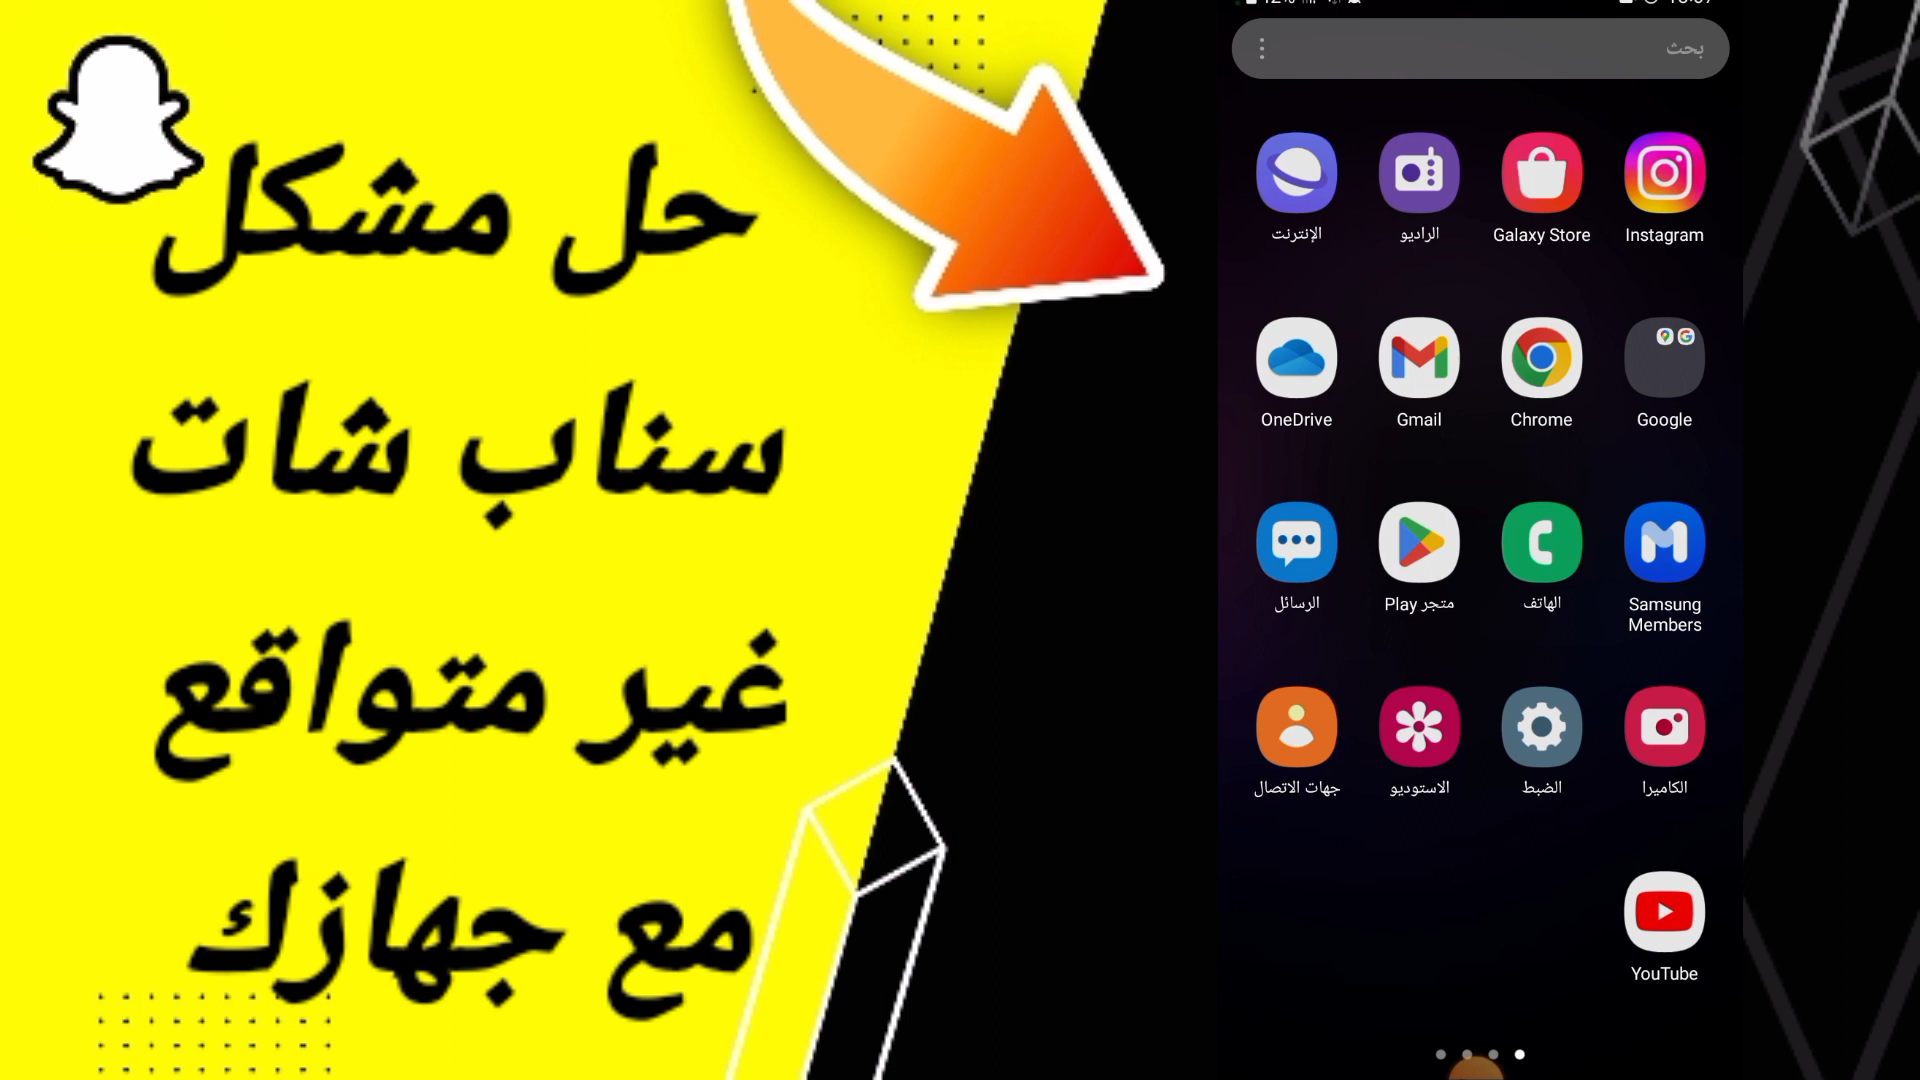 حل مشكل
سناب شات
غير متواقع
مع جهازك
بحث
Instagram
Galaxy Store
الراديو
الإنترنت
Google
Chrome
Gmail
OneDrive
Samsung Members
الهاتف
متجر Play
الرسائل
الكاميرا
الضبط
الاستوديو
جهات الاتصال
YouTube